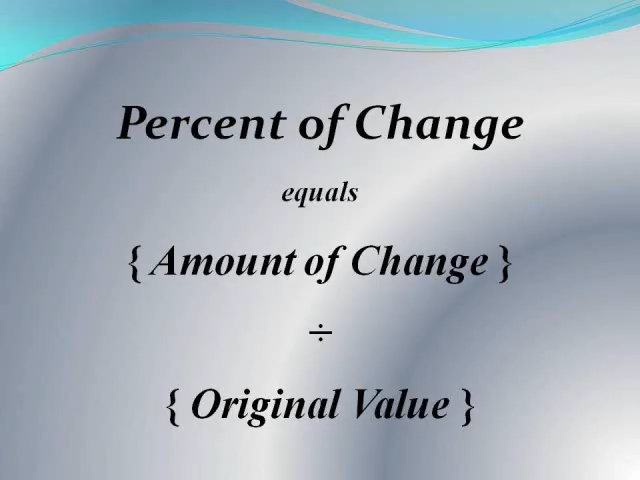 Percent of Change
equals
{ Amount of Change }
÷
{ Original Value }